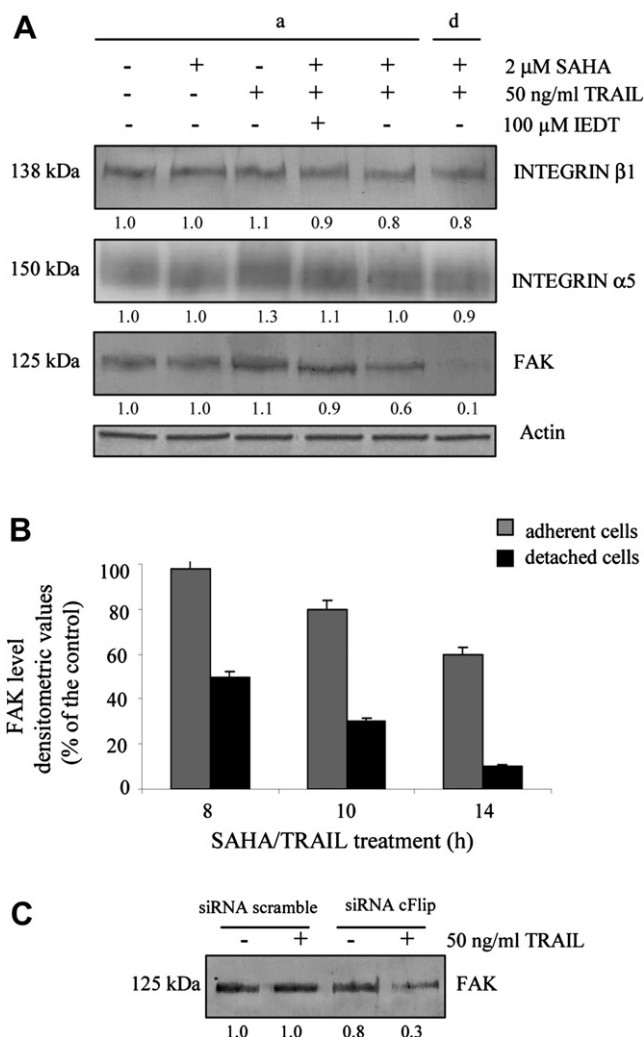 A
a d
- + - + + + 2 μM SAHA
- - + + + + 50 ng/ml TRAIL
- - - + - - 100 μM IEDT
138 kDa INTEGRIN β1
1.0 1.0 1.1 0.9 0.8 0.8
150 kDa INTEGRIN α5
1.0 1.0 1.3 1.1 1.0 0.9
125 kDa FAK
1.0 1.0 1.1 0.9 0.6 0.1
Actin
B
adherent cells
detached cells
FAK level
densitometric values
(% of the control)
100
80
60
40
20
0
8 10 14
SAHA/TRAIL treatment (h)
C
siRNA scramble siRNA cFlip
- + - + 50 ng/ml TRAIL
125 kDa FAK
1.0 1.0 0.8 0.3